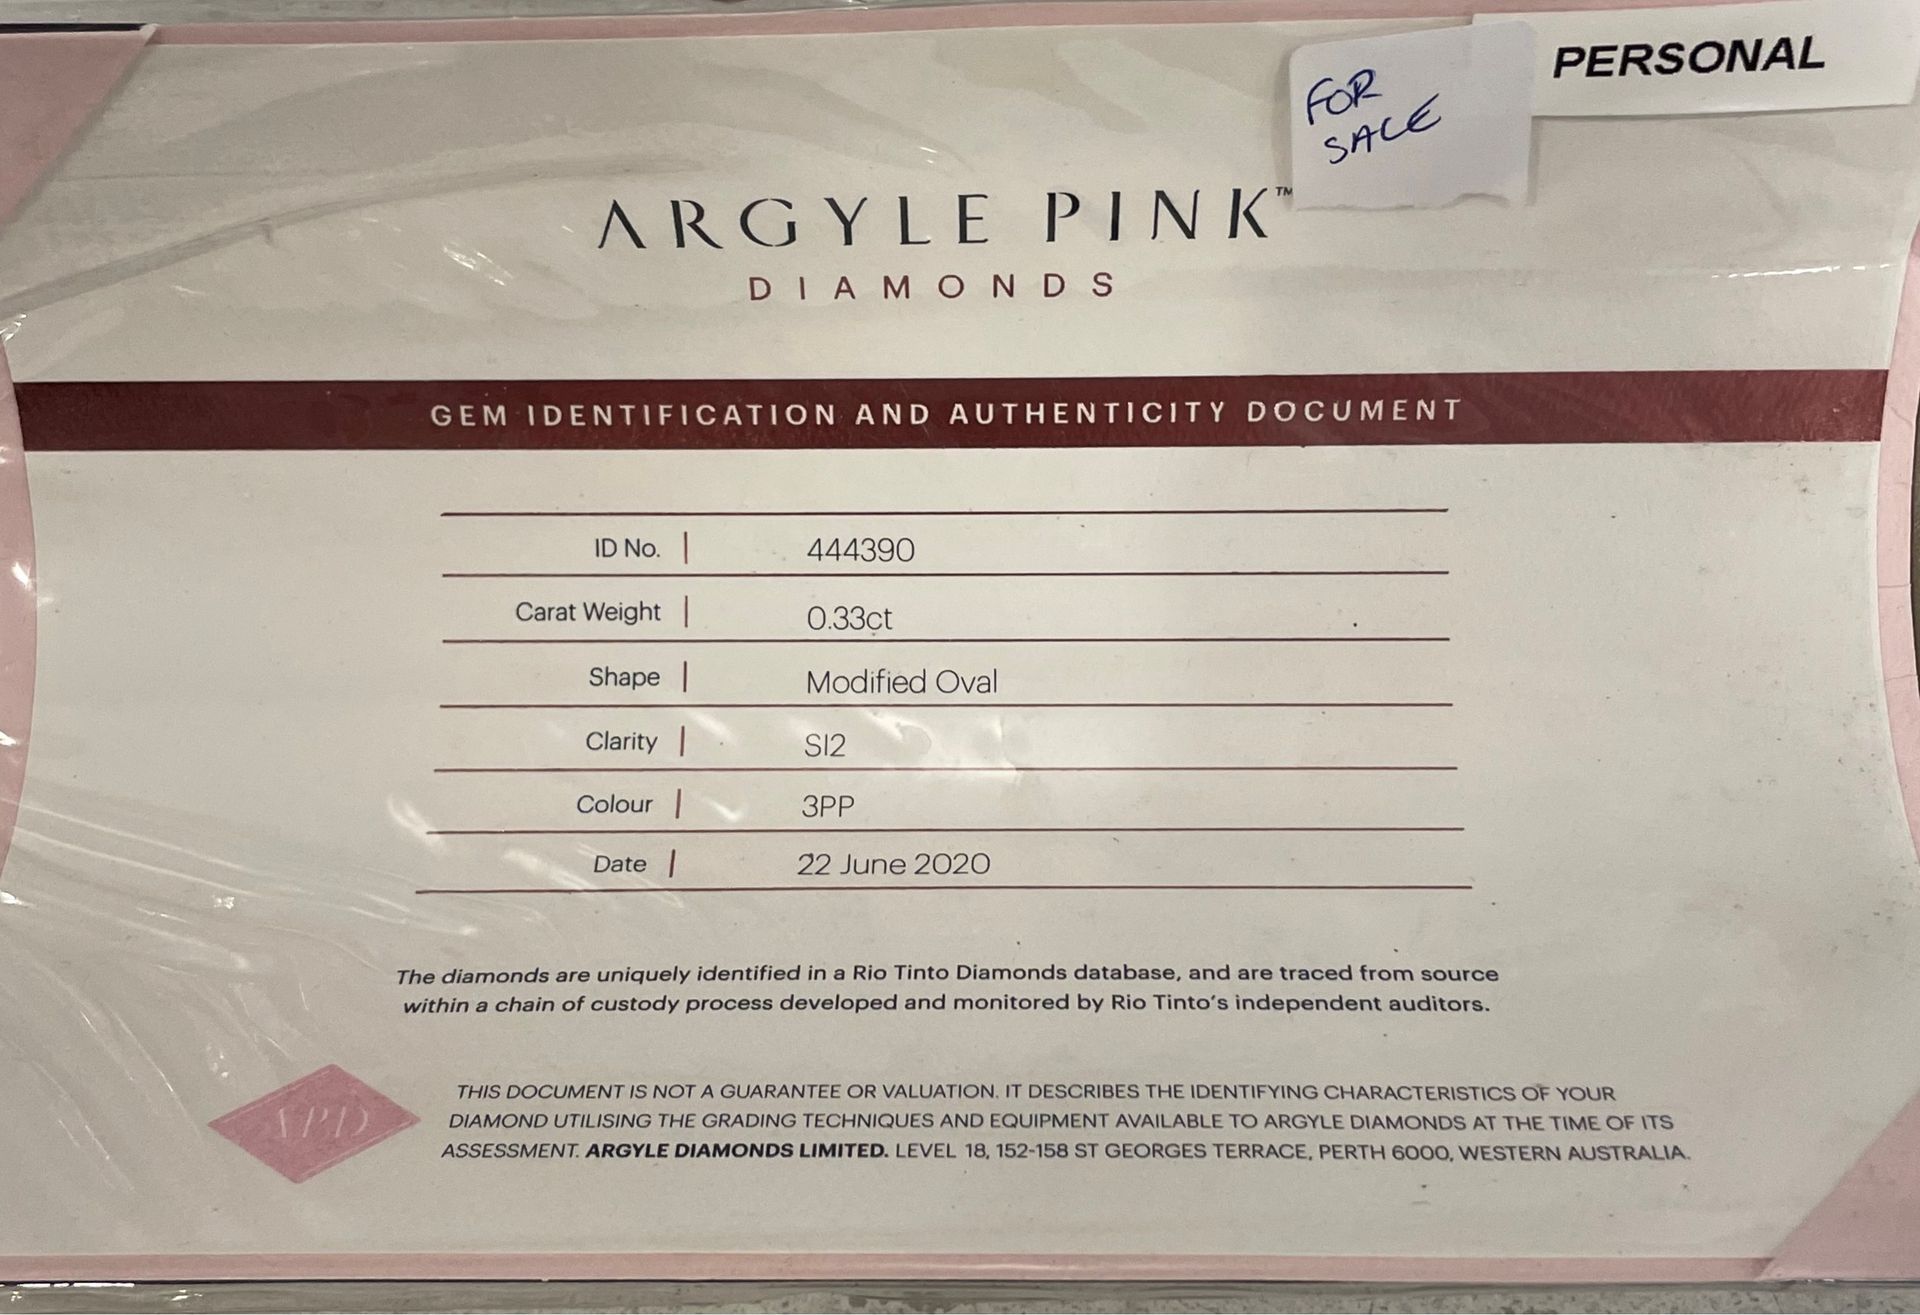 PERSONAL
FOR
SALE
ARGYLE PINK™
DIAMONDS
GEM IDENTIFICATION AND AUTHENTICITY DOCUMENT
ID No. | 444390
Carat Weight | 0.33ct
Shape | Modified Oval
Clarity | SI2
Colour | 3PP
Date | 22 June 2020
The diamonds are uniquely identified in a Rio Tinto Diamonds database, and are traced from source
within a chain of custody process developed and monitored by Rio Tinto's independent auditors.
APD
THIS DOCUMENT IS NOT A GUARANTEE OR VALUATION. IT DESCRIBES THE IDENTIFYING CHARACTERISTICS OF YOUR
DIAMOND UTILISING THE GRADING TECHNIQUES AND EQUIPMENT AVAILABLE TO ARGYLE DIAMONDS AT THE TIME OF ITS
ASSESSMENT. ARGYLE DIAMONDS LIMITED. LEVEL 18, 152-158 ST GEORGES TERRACE, PERTH 6000, WESTERN AUSTRALIA.